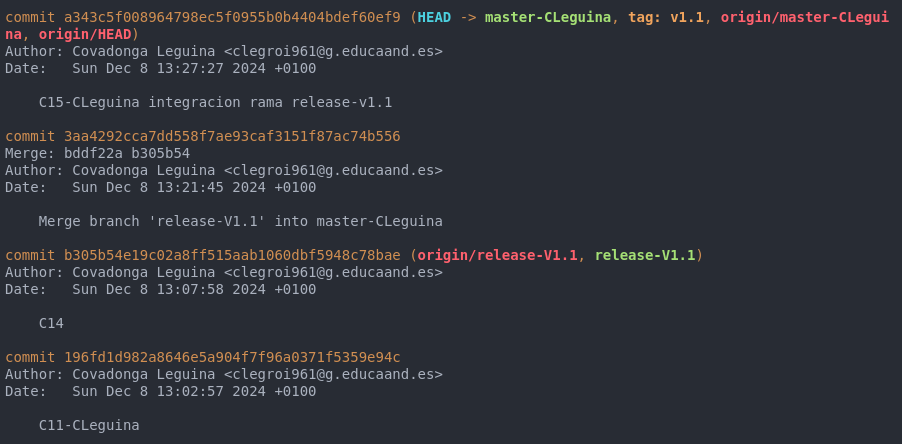 commit a343c5f008964798ec5f0955b0b4404bdef60ef9 (HEAD -> master-CLeguina, tag: v1.1, origin/master-CLegui
na, origin/HEAD)
Author: Covadonga Leguina <clegroi961@g.educaand.es>
Date:   Sun Dec 8 13:27:27 2024 +0100
    C15-CLeguina integracion rama release-v1.1
commit 3aa4292cca7dd558f7ae93caf3151f87ac74b556
Merge: bddf22a b305b54
Author: Covadonga Leguina <clegroi961@g.educaand.es>
Date:   Sun Dec 8 13:21:45 2024 +0100
    Merge branch 'release-V1.1' into master-CLeguina
commit b305b54e19c02a8ff515aab1060dbf5948c78bae (origin/release-V1.1, release-V1.1)
Author: Covadonga Leguina <clegroi961@g.educaand.es>
Date:   Sun Dec 8 13:07:58 2024 +0100
    C14
commit 196fd1d982a8646e5a904f7f96a0371f5359e94c
Author: Covadonga Leguina <clegroi961@g.educaand.es>
Date:   Sun Dec 8 13:02:57 2024 +0100
    C11-CLeguina